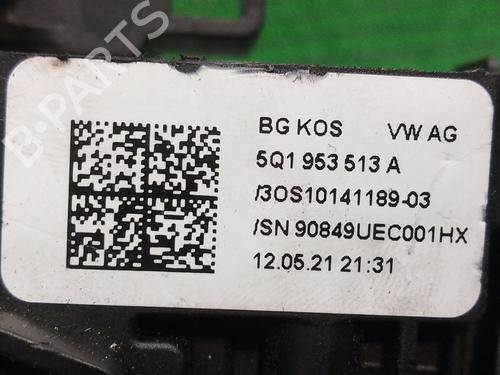 BG KOS VW AG
5Q1 953 513 A
/3OS10141189-03
/SN 90849UEC001HX
12.05.21 21:31
B-PARTS